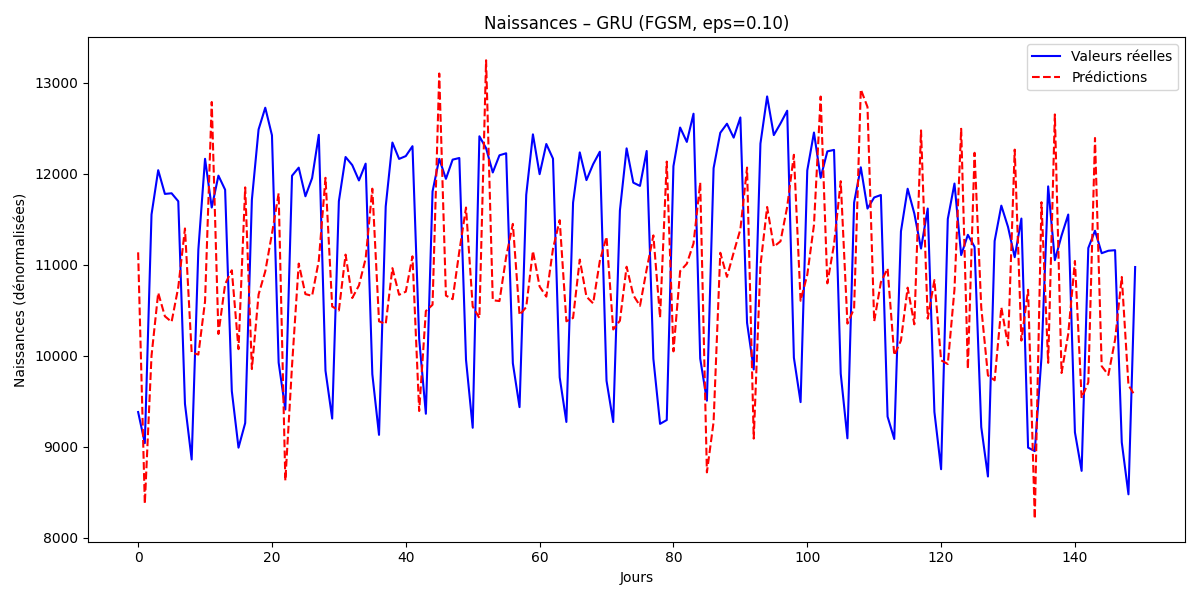 Naissances – GRU (FGSM, eps=0.10)
Valeurs réelles
Prédictions
Naissances (dénormalisées)
13000
12000
11000
10000
9000
8000
0 20 40 60 80 100 120 140
Jours